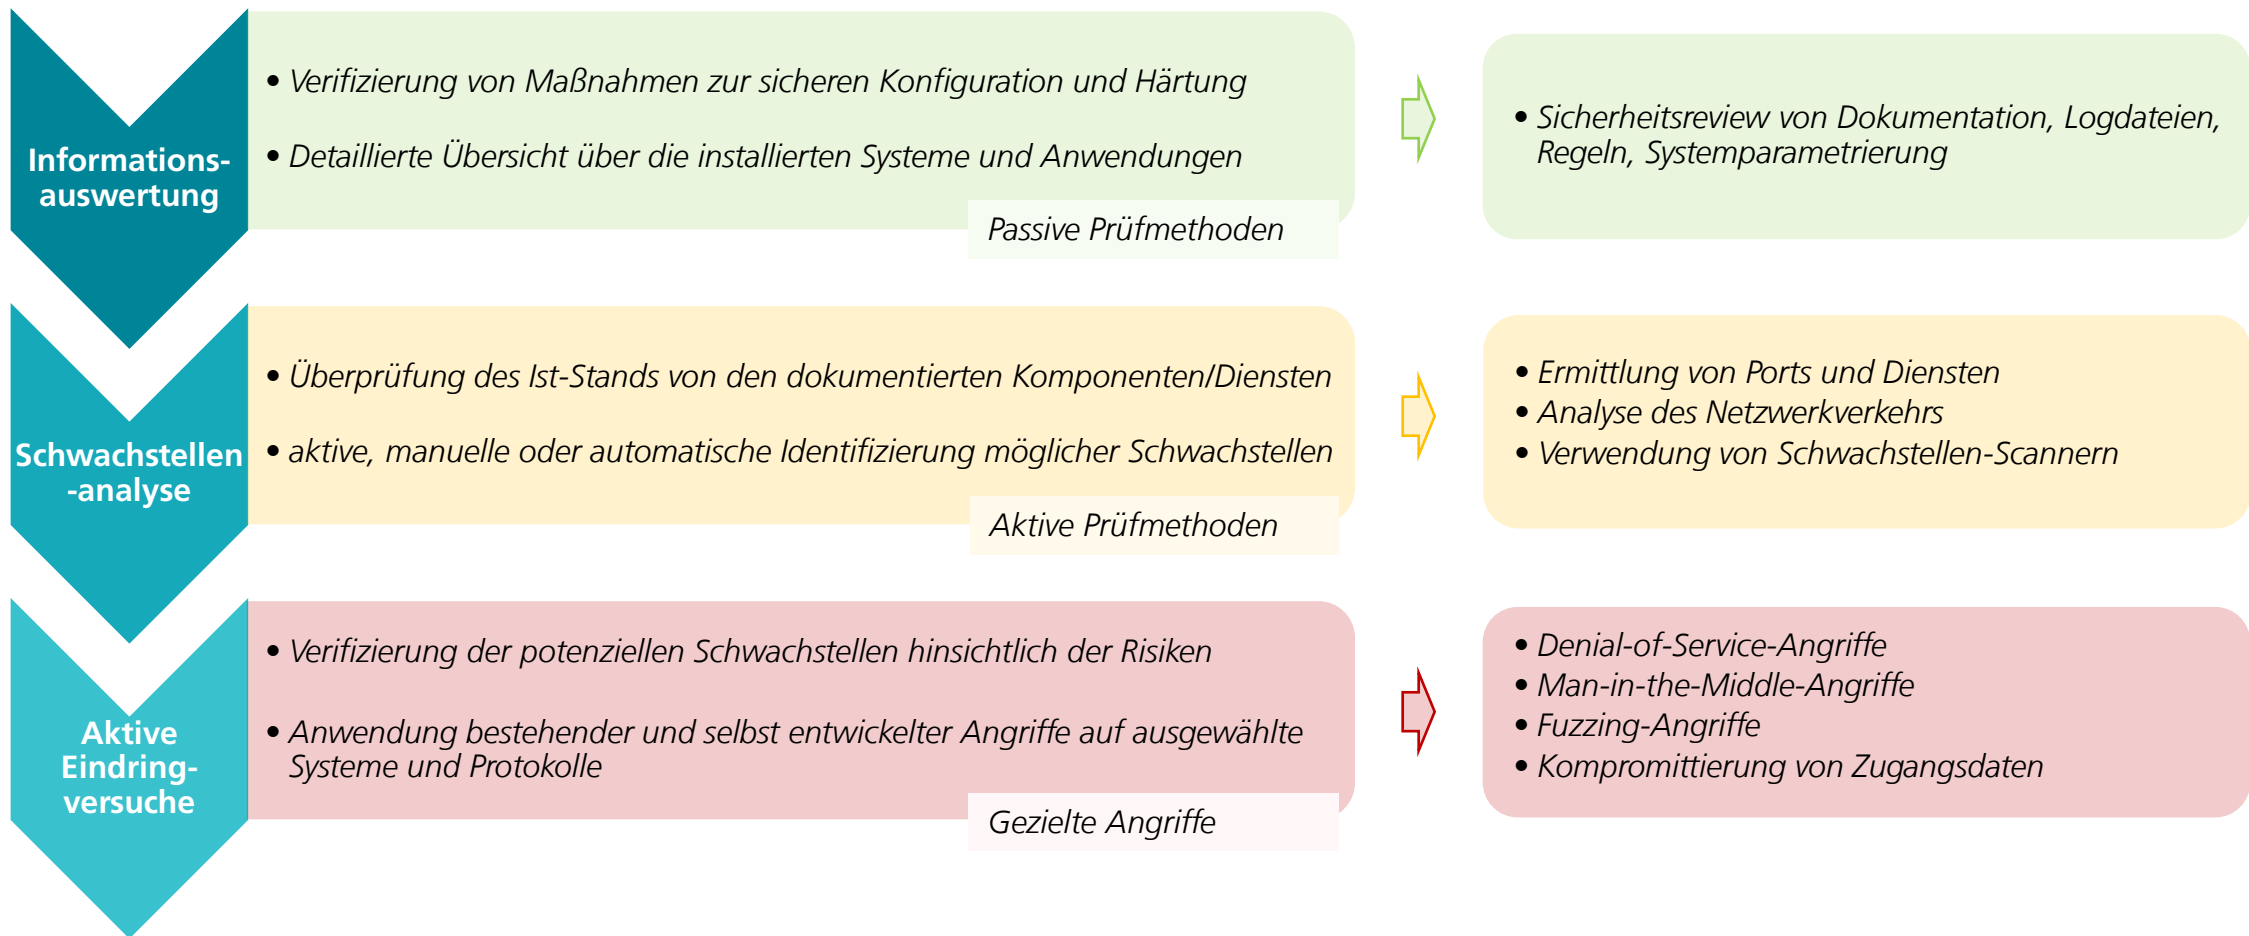 Informations-
auswertung
• Verifizierung von Maßnahmen zur sicheren Konfiguration und Härtung
• Detaillierte Übersicht über die installierten Systeme und Anwendungen
Passive Prüfmethoden
• Sicherheitsreview von Dokumentation, Logdateien,
Regeln, Systemparametrierung
Schwachstellen
-analyse
• Überprüfung des Ist-Stands von den dokumentierten Komponenten/Diensten
• aktive, manuelle oder automatische Identifizierung möglicher Schwachstellen
Aktive Prüfmethoden
• Ermittlung von Ports und Diensten
• Analyse des Netzwerkverkehrs
• Verwendung von Schwachstellen-Scannern
Aktive
Eindring-
versuche
• Verifizierung der potenziellen Schwachstellen hinsichtlich der Risiken
• Anwendung bestehender und selbst entwickelter Angriffe auf ausgewählte
Systeme und Protokolle
Gezielte Angriffe
• Denial-of-Service-Angriffe
• Man-in-the-Middle-Angriffe
• Fuzzing-Angriffe
• Kompromittierung von Zugangsdaten